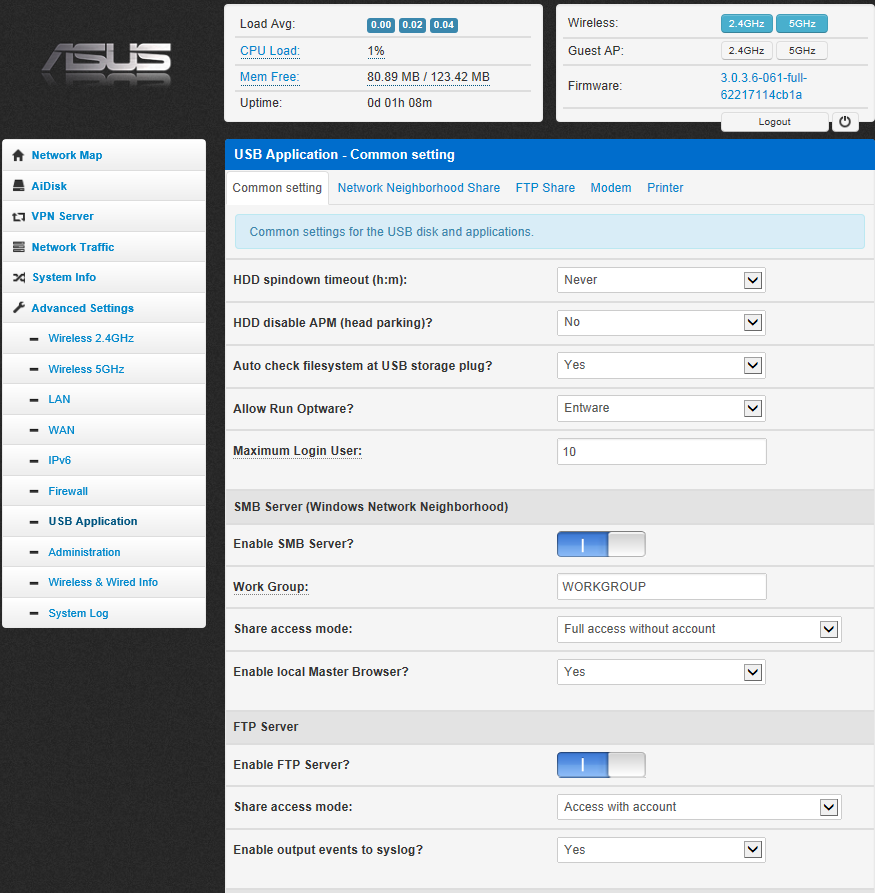 ASUS
Load Avg: 0.00 0.02 0.04
CPU Load: 1%
Mem Free: 80.89 MB / 123.42 MB
Uptime: 0d 01h 08m
Wireless: 2.4GHz 5GHz
Guest AP: 2.4GHz 5GHz
Firmware: 3.0.3.6-061-full-
62217114cb1a
Logout
Network Map
AiDisk
VPN Server
Network Traffic
System Info
Advanced Settings
Wireless 2.4GHz
Wireless 5GHz
LAN
WAN
IPv6
Firewall
USB Application
Administration
Wireless & Wired Info
System Log
USB Application - Common setting
Common setting Network Neighborhood Share FTP Share Modem Printer
Common settings for the USB disk and applications.
HDD spindown timeout (h:m): Never
HDD disable APM (head parking)? No
Auto check filesystem at USB storage plug? Yes
Allow Run Optware? Entware
Maximum Login User: 10
SMB Server (Windows Network Neighborhood)
Enable SMB Server?
Work Group: WORKGROUP
Share access mode: Full access without account
Enable local Master Browser? Yes
FTP Server
Enable FTP Server?
Share access mode: Access with account
Enable output events to syslog? Yes